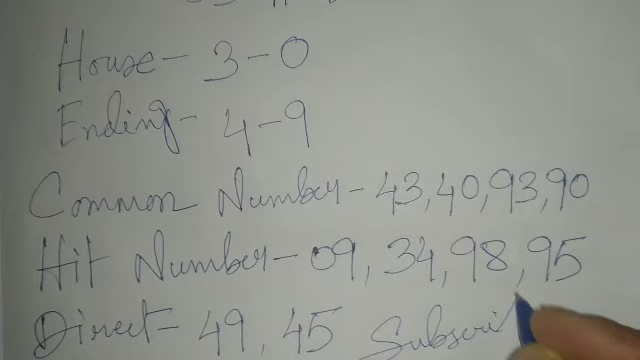 House - 3 - 0
Ending - 4 - 9
Common Number - 43, 40, 93, 90
Hit Number - 09, 34, 98, 95
Direct - 49, 45 Subscri